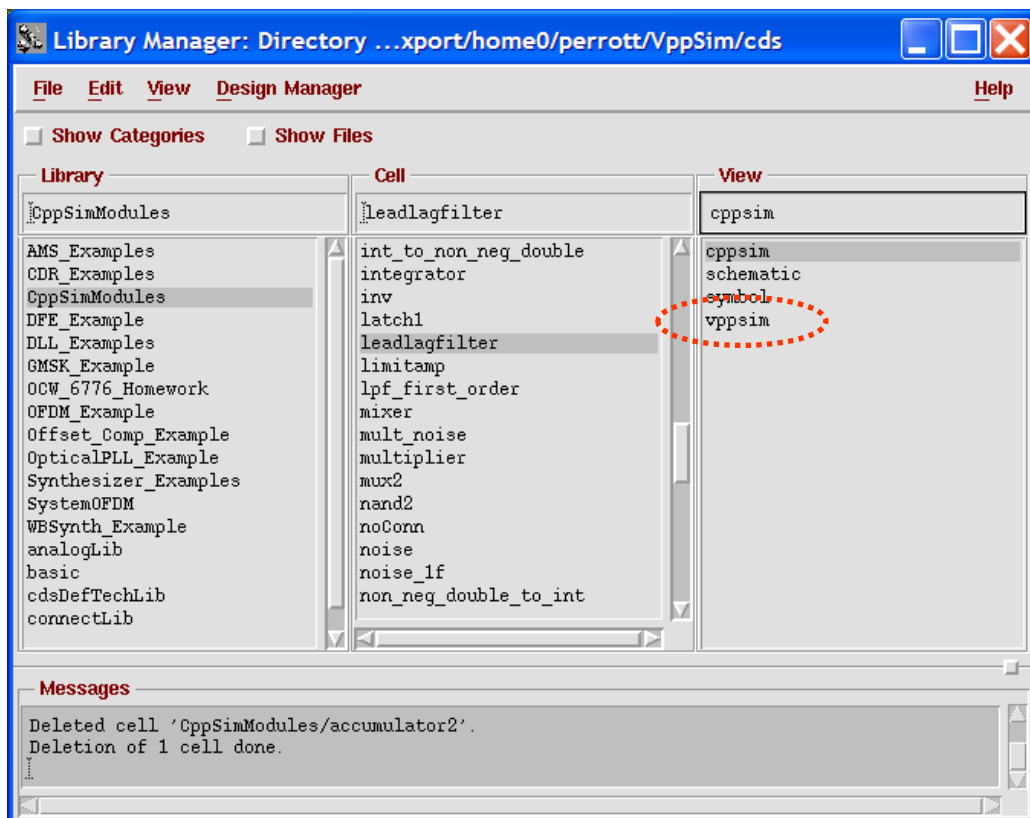 Library Manager: Directory ...xport/home0/perrott/VppSim/cds
File Edit View Design Manager Help
Show Categories Show Files
Library
CppSimModules
AMS_Examples
CDR_Examples
CppSimModules
DFE_Example
DLL_Examples
GMSK_Example
OCW_6776_Homework
OFDM_Example
Offset_Comp_Example
OpticalPLL_Example
Synthesizer_Examples
SystemOFDM
WBSynth_Example
analogLib
basic
cdsDefTechLib
connectLib
Cell
leadlagfilter
int_to_non_neg_double
integrator
inv
latch1
leadlagfilter
limitamp
lpf_first_order
mixer
mult_noise
multiplier
mux2
nand2
noConn
noise
noise_1f
non_neg_double_to_int
View
cppsim
cppsim
schematic
symbol
vppsim
Messages
Deleted cell 'CppSimModules/accumulator2'.
Deletion of 1 cell done.